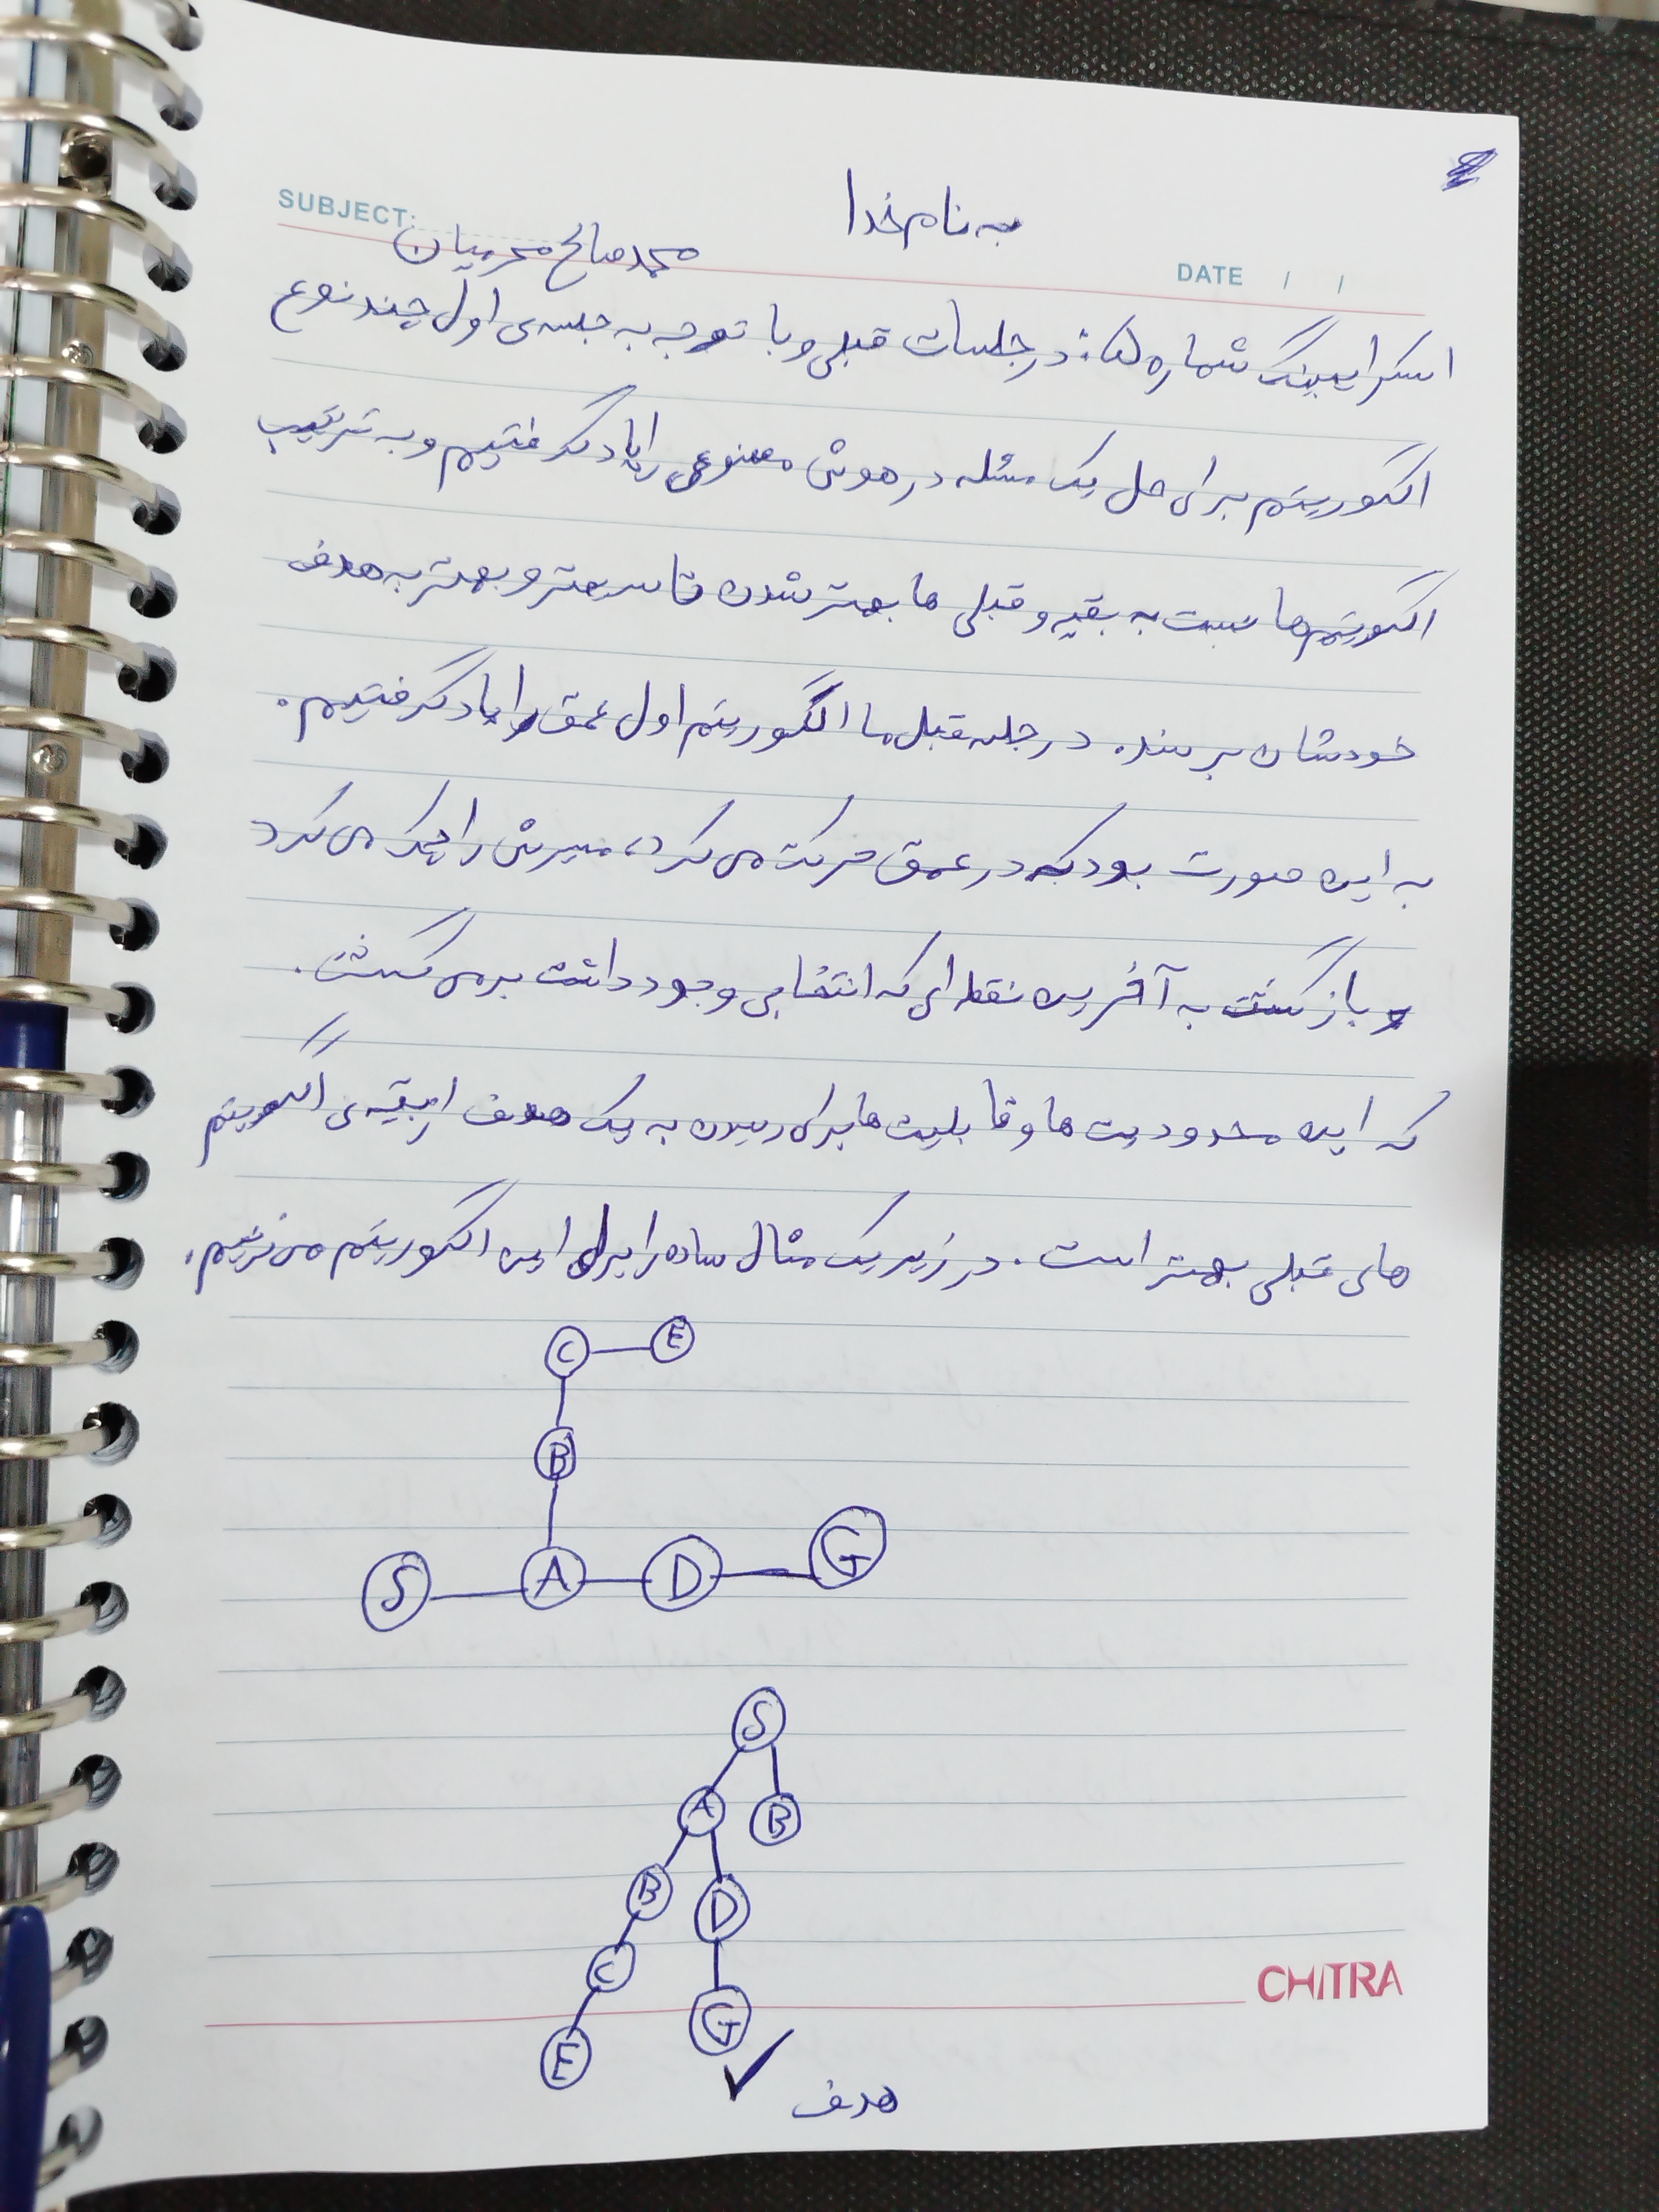 به نام خدا
SUBJECT:
محمد صالح
DATE / /
اسکرایبینگ شماره ۵: در جلسات قبلی و با توجه به جلسه‌ی اول چند نوع
الگوریتم برای حل یک مسئله در هوش مصنوعی را یاد گرفتیم و به ترتیب
الگوریتم‌ها نسبت به بقیه و قبلی ها بهتر شدن تا سریعتر و بهتر به هدف
خودشان برسند. در جلسه قبل ما الگوریتم اول عمق را یاد گرفتیم.
به این صورت بود که در عمق حرکت می کرد، مسیرش را چک می کرد
و بازگشت به آخرین نقطه ای که انتخابی وجود داشت برمی گشت.
که این محدودیت ها و قابلیت ها برای رسیدن به یک هدف از بقیه‌ی الگوریتم
های قبلی بهتر است. در زیر یک مثال ساده را برای این الگوریتم می زنیم.
C E
B
S A D G
S
A B
B D
C
G
E
هدف
CHITRA